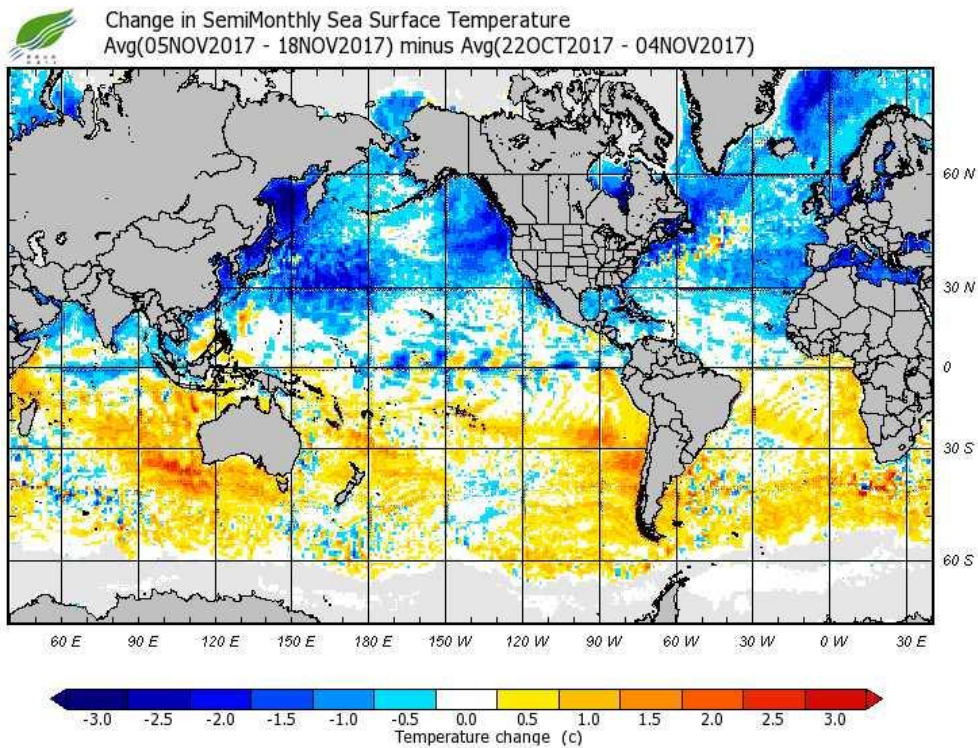 Change in SemiMonthly Sea Surface Temperature
Avg(05NOV2017 - 18NOV2017) minus Avg(22OCT2017 - 04NOV2017)
60 N
30 N
0
30 S
60 S
60 E 90 E 120 E 150 E 180 E 150 W 120 W 90 W 60 W 30 W 0 W 30 E
-3.0 -2.5 -2.0 -1.5 -1.0 -0.5 0.0 0.5 1.0 1.5 2.0 2.5 3.0
Temperature change (c)